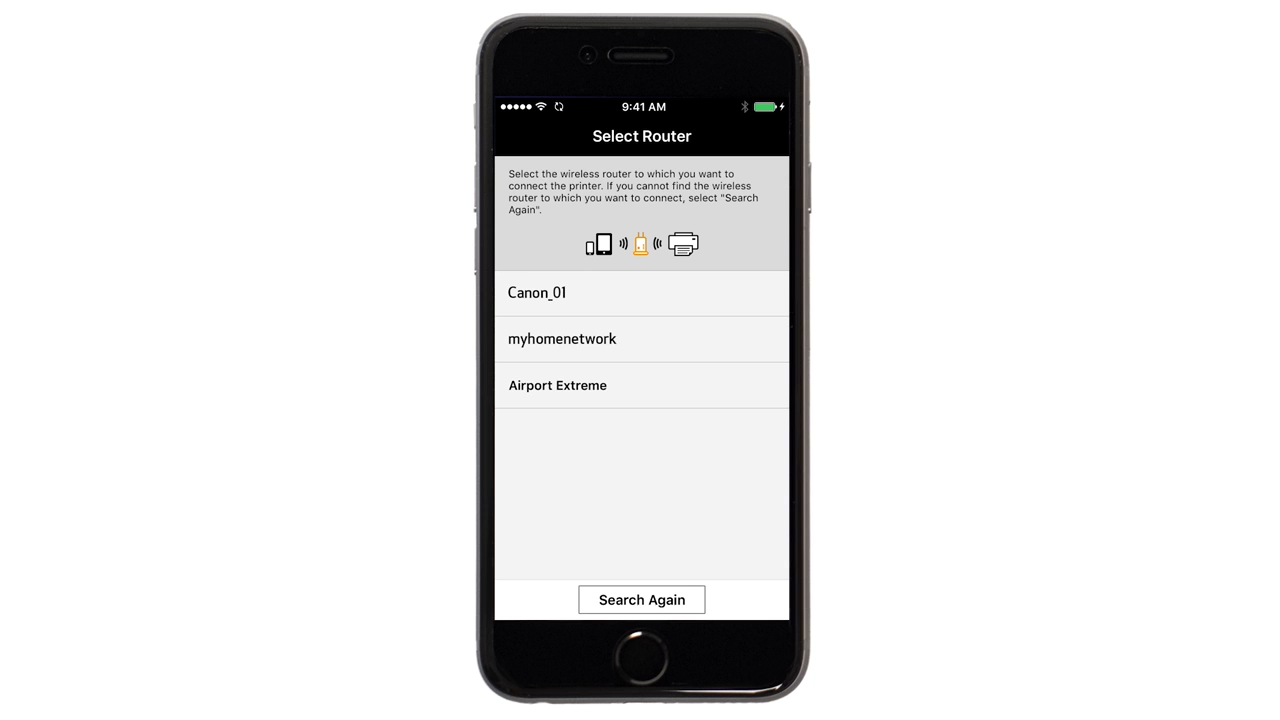 9:41 AM
Select Router
Select the wireless router to which you want to
connect the printer. If you cannot find the wireless
router to which you want to connect, select "Search
Again".
Canon_01
myhomenetwork
Airport Extreme
Search Again